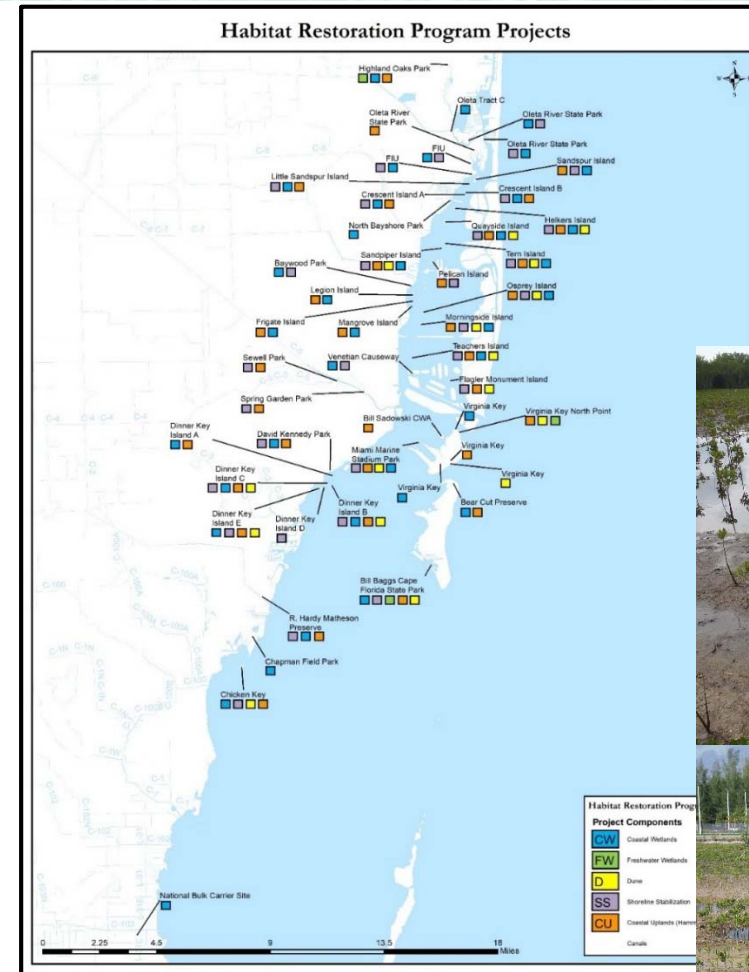 Habitat Restoration Program Projects
N
W
S
Highland Oaks Park
Oleta Tract C
Oleta River
State Park
Oleta River State Park
FIU
FIU
Oleta River State Park
Sandspur Island
Little Sandspur Island
Crescent Island A
Crescent Island B
North Bayshore Park
Helkers Island
Quayside Island
Sandpiper Island
Tern Island
Baywood Park
Pelican Island
Legion Island
Osprey Island
Frigate Island
Mangrove Island
Morningside Island
Sewell Park
Venetian Causeway
Teachers Island
Flagler Monument Island
Spring Garden Park
Virginia Key
Bill Sadowski CWA
Virginia Key North Point
Dinner Key
Island A
David Kennedy Park
Miami Marine
Stadium Park
Virginia Key
Virginia Key
Dinner Key
Island C
Virginia Key
Bear Cut Preserve
Dinner Key
Island E
Dinner Key
Island D
Dinner Key
Island B
Bill Baggs Cape
Florida State Park
R. Hardy Matheson
Preserve
Chapman Field Park
Chicken Key
National Bulk Carrier Site
0 2.25 4.5 9 13.5 18
Miles
Habitat Restoration Prog
Project Components
CW Coastal Wetlands
FW Freshwater Wetlands
D Dune
SS Shoreline Stabilization
CU Coastal Uplands (Hamm
Canals